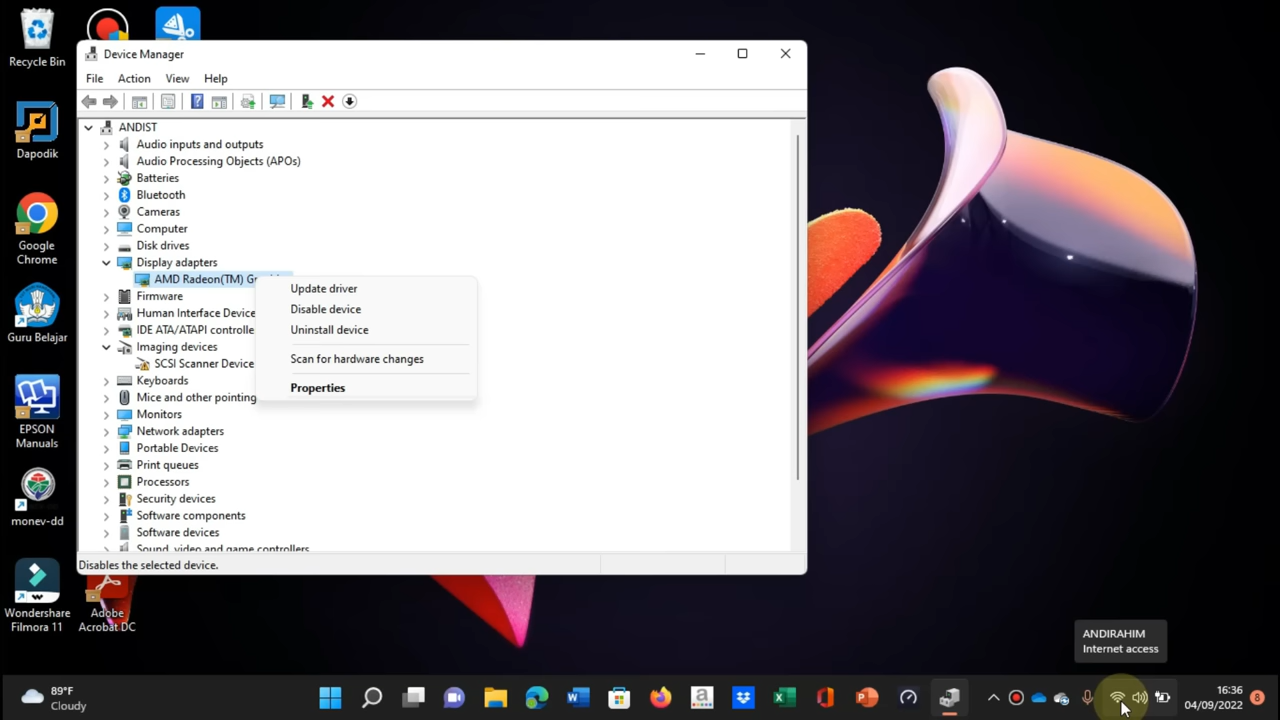 Recycle Bin
Dapodik
Google
Chrome
Guru Belajar
EPSON
Manuals
monev-dd
Wondershare
Filmora 11
Adobe
Acrobat DC
Device Manager
File Action View Help
ANDIST
Audio inputs and outputs
Audio Processing Objects (APOs)
Batteries
Bluetooth
Cameras
Computer
Disk drives
Display adapters
AMD Radeon(TM)
Firmware
Human Interface Device
IDE ATA/ATAPI controlle
Imaging devices
SCSI Scanner Device
Keyboards
Mice and other pointing
Monitors
Network adapters
Portable Devices
Print queues
Processors
Security devices
Software components
Software devices
Sound, video and game controllers
Update driver
Disable device
Uninstall device
Scan for hardware changes
Properties
Disables the selected device.
ANDIRAHIM
Internet access
89°F
Cloudy
16:36
04/09/2022
8